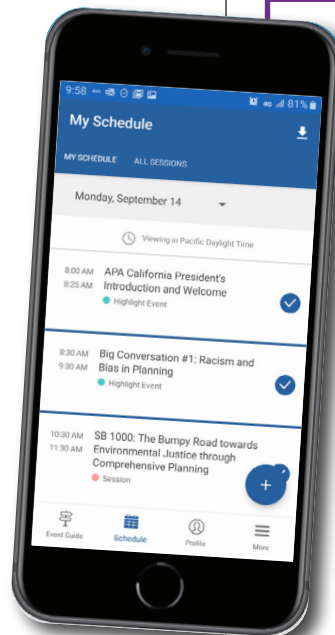 9:58 81%
My Schedule
MY SCHEDULE ALL SESSIONS
Monday, September 14
Viewing in Pacific Daylight Time
8:00 AM APA California President's
8:25 AM Introduction and Welcome
Highlight Event
8:30 AM Big Conversation #1: Racism and
9:30 AM Bias in Planning
Highlight Event
10:30 AM SB 1000: The Bumpy Road towards
11:30 AM Environmental Justice through
Comprehensive Planning
Session
Event Guide Schedule Profile More